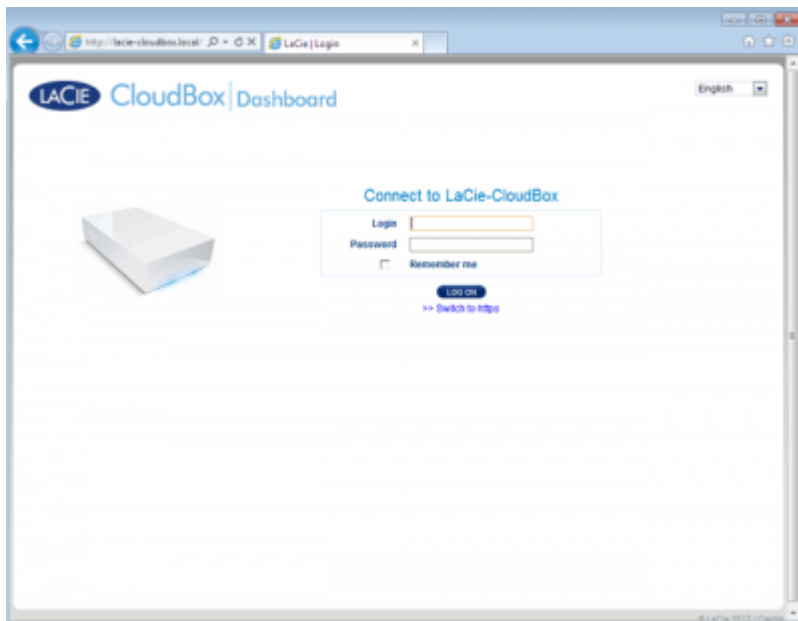 http://lacie-cloudbox.local/
LaCie | Login
LACIE CloudBox Dashboard
English
Connect to LaCie-CloudBox
Login
Password
Remember me
LOG ON
>> Switch to https